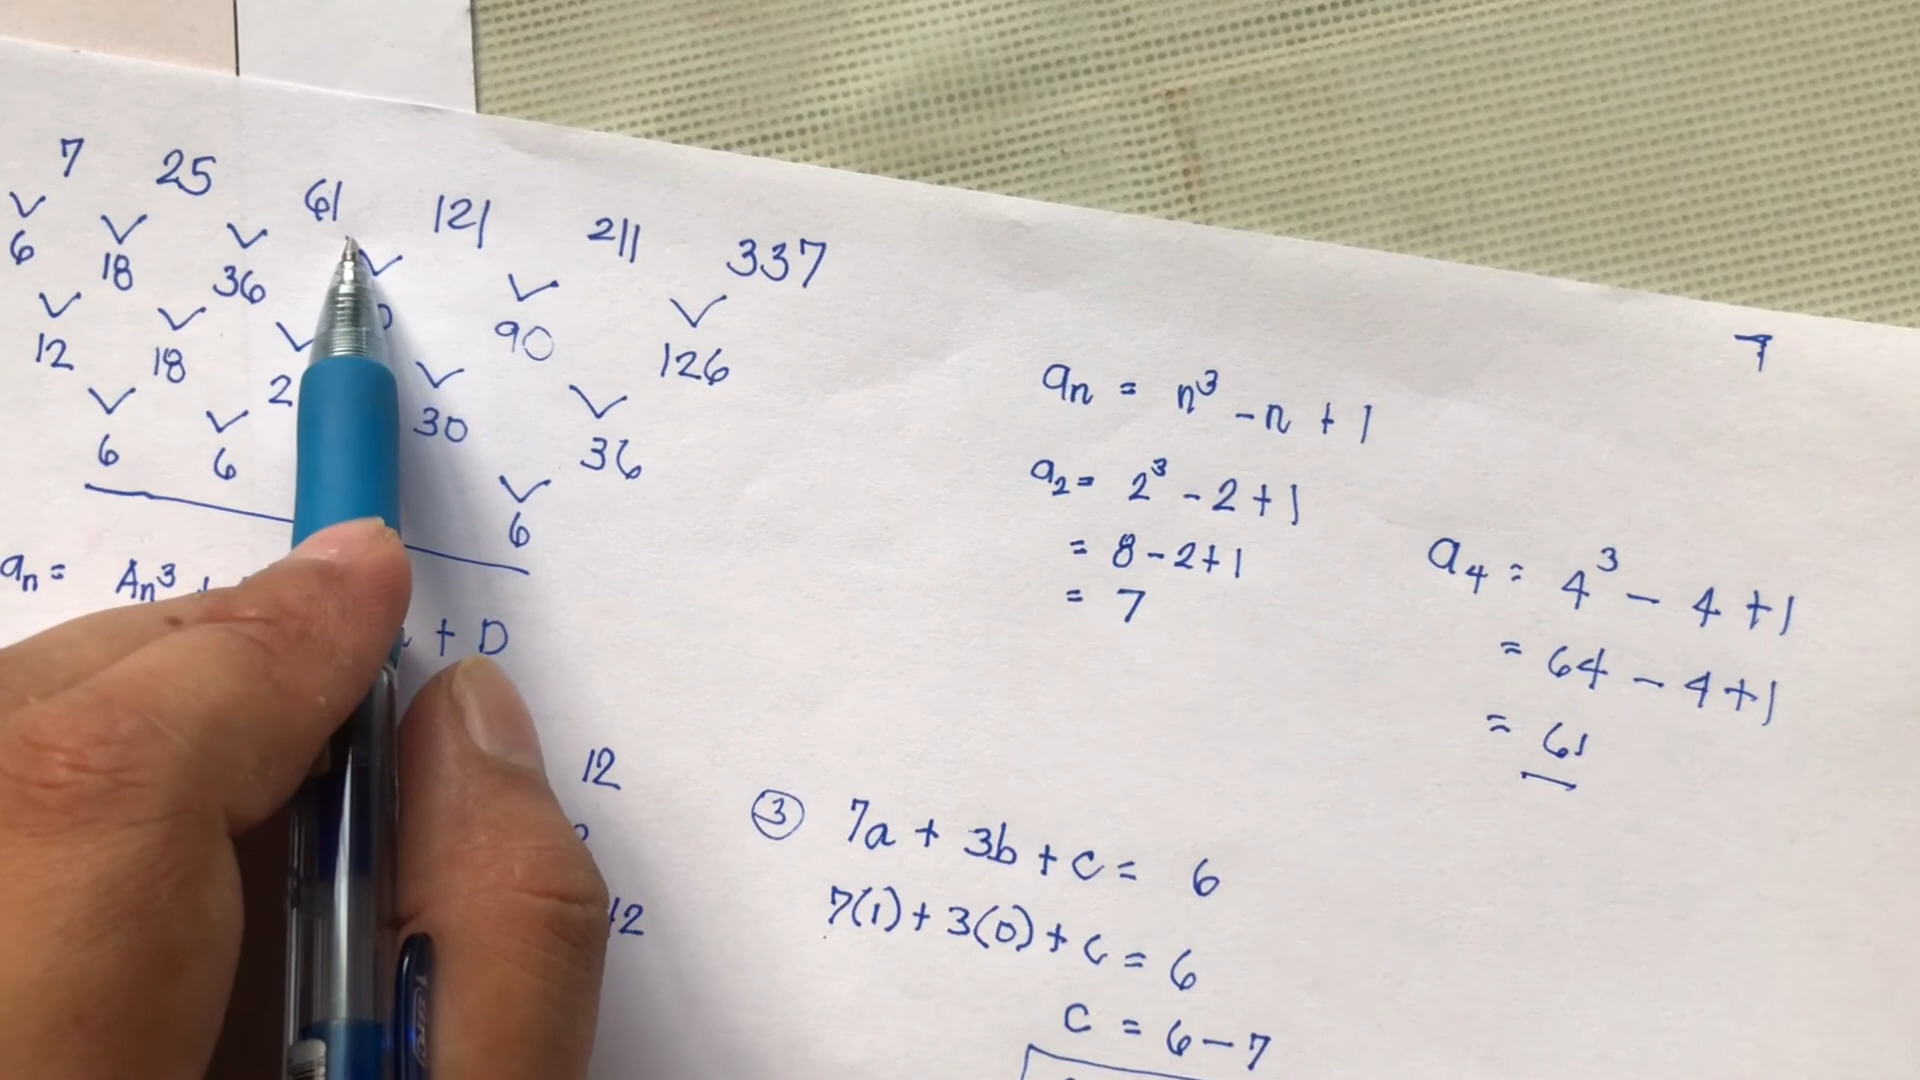 7 25 61 121 211 337
6 18 36 90 126
12 18 30 36
6 6 6
an = An³ + D
12
12
7
an = n³ - n + 1
a2 = 2³ - 2 + 1
= 8 - 2 + 1
= 7
a4 = 4³ - 4 + 1
= 64 - 4 + 1
= 61
③ 7a + 3b + c = 6
7(1) + 3(0) + c = 6
c = 6 - 7